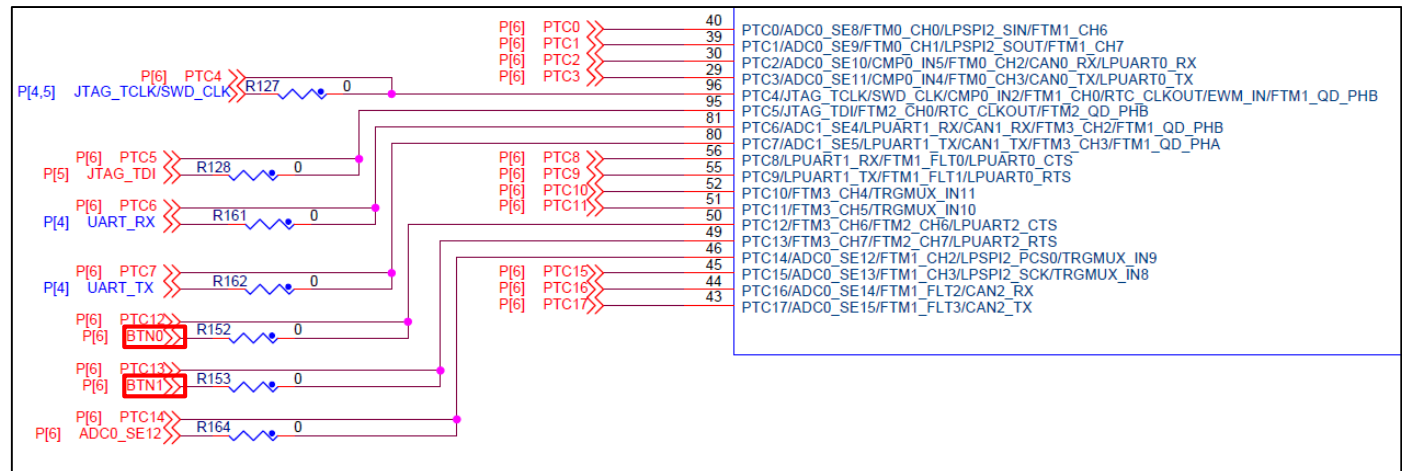 P[6] PTC0 40 PTC0/ADC0_SE8/FTM0_CH0/LPSPI2_SIN/FTM1_CH6
P[6] PTC1 39 PTC1/ADC0_SE9/FTM0_CH1/LPSPI2_SOUT/FTM1_CH7
P[6] PTC2 30 PTC2/ADC0_SE10/CMP0_IN5/FTM0_CH2/CAN0_RX/LPUART0_RX
P[6] PTC3 29 PTC3/ADC0_SE11/CMP0_IN4/FTM0_CH3/CAN0_TX/LPUART0_TX
P[6] PTC4 96 PTC4/JTAG_TCLK/SWD_CLK/CMP0_IN2/FTM1_CH0/RTC_CLKOUT/EWM_IN/FTM1_QD_PHB
P[4,5] JTAG_TCLK/SWD_CLK R127 0
95 PTC5/JTAG_TDI/FTM2_CH0/RTC_CLKOUT/FTM2_QD_PHB
81 PTC6/ADC1_SE4/LPUART1_RX/CAN1_RX/FTM3_CH2/FTM1_QD_PHB
80 PTC7/ADC1_SE5/LPUART1_TX/CAN1_TX/FTM3_CH3/FTM1_QD_PHA
P[6] PTC5
P[5] JTAG_TDI R128 0
P[6] PTC8 56 PTC8/LPUART1_RX/FTM1_FLT0/LPUART0_CTS
P[6] PTC9 55 PTC9/LPUART1_TX/FTM1_FLT1/LPUART0_RTS
P[6] PTC10 52 PTC10/FTM3_CH4/TRGMUX_IN11
P[6] PTC11 51 PTC11/FTM3_CH5/TRGMUX_IN10
P[6] PTC6
P[4] UART_RX R161 0
50 PTC12/FTM3_CH6/FTM2_CH6/LPUART2_CTS
49 PTC13/FTM3_CH7/FTM2_CH7/LPUART2_RTS
46 PTC14/ADC0_SE12/FTM1_CH2/LPSPI2_PCS0/TRGMUX_IN9
P[6] PTC15 45 PTC15/ADC0_SE13/FTM1_CH3/LPSPI2_SCK/TRGMUX_IN8
P[6] PTC16 44 PTC16/ADC0_SE14/FTM1_FLT2/CAN2_RX
P[6] PTC17 43 PTC17/ADC0_SE15/FTM1_FLT3/CAN2_TX
P[6] PTC7
P[4] UART_TX R162 0
P[6] PTC12
P[6] BTN0 R152 0
P[6] PTC13
P[6] BTN1 R153 0
P[6] PTC14
P[6] ADC0_SE12 R164 0